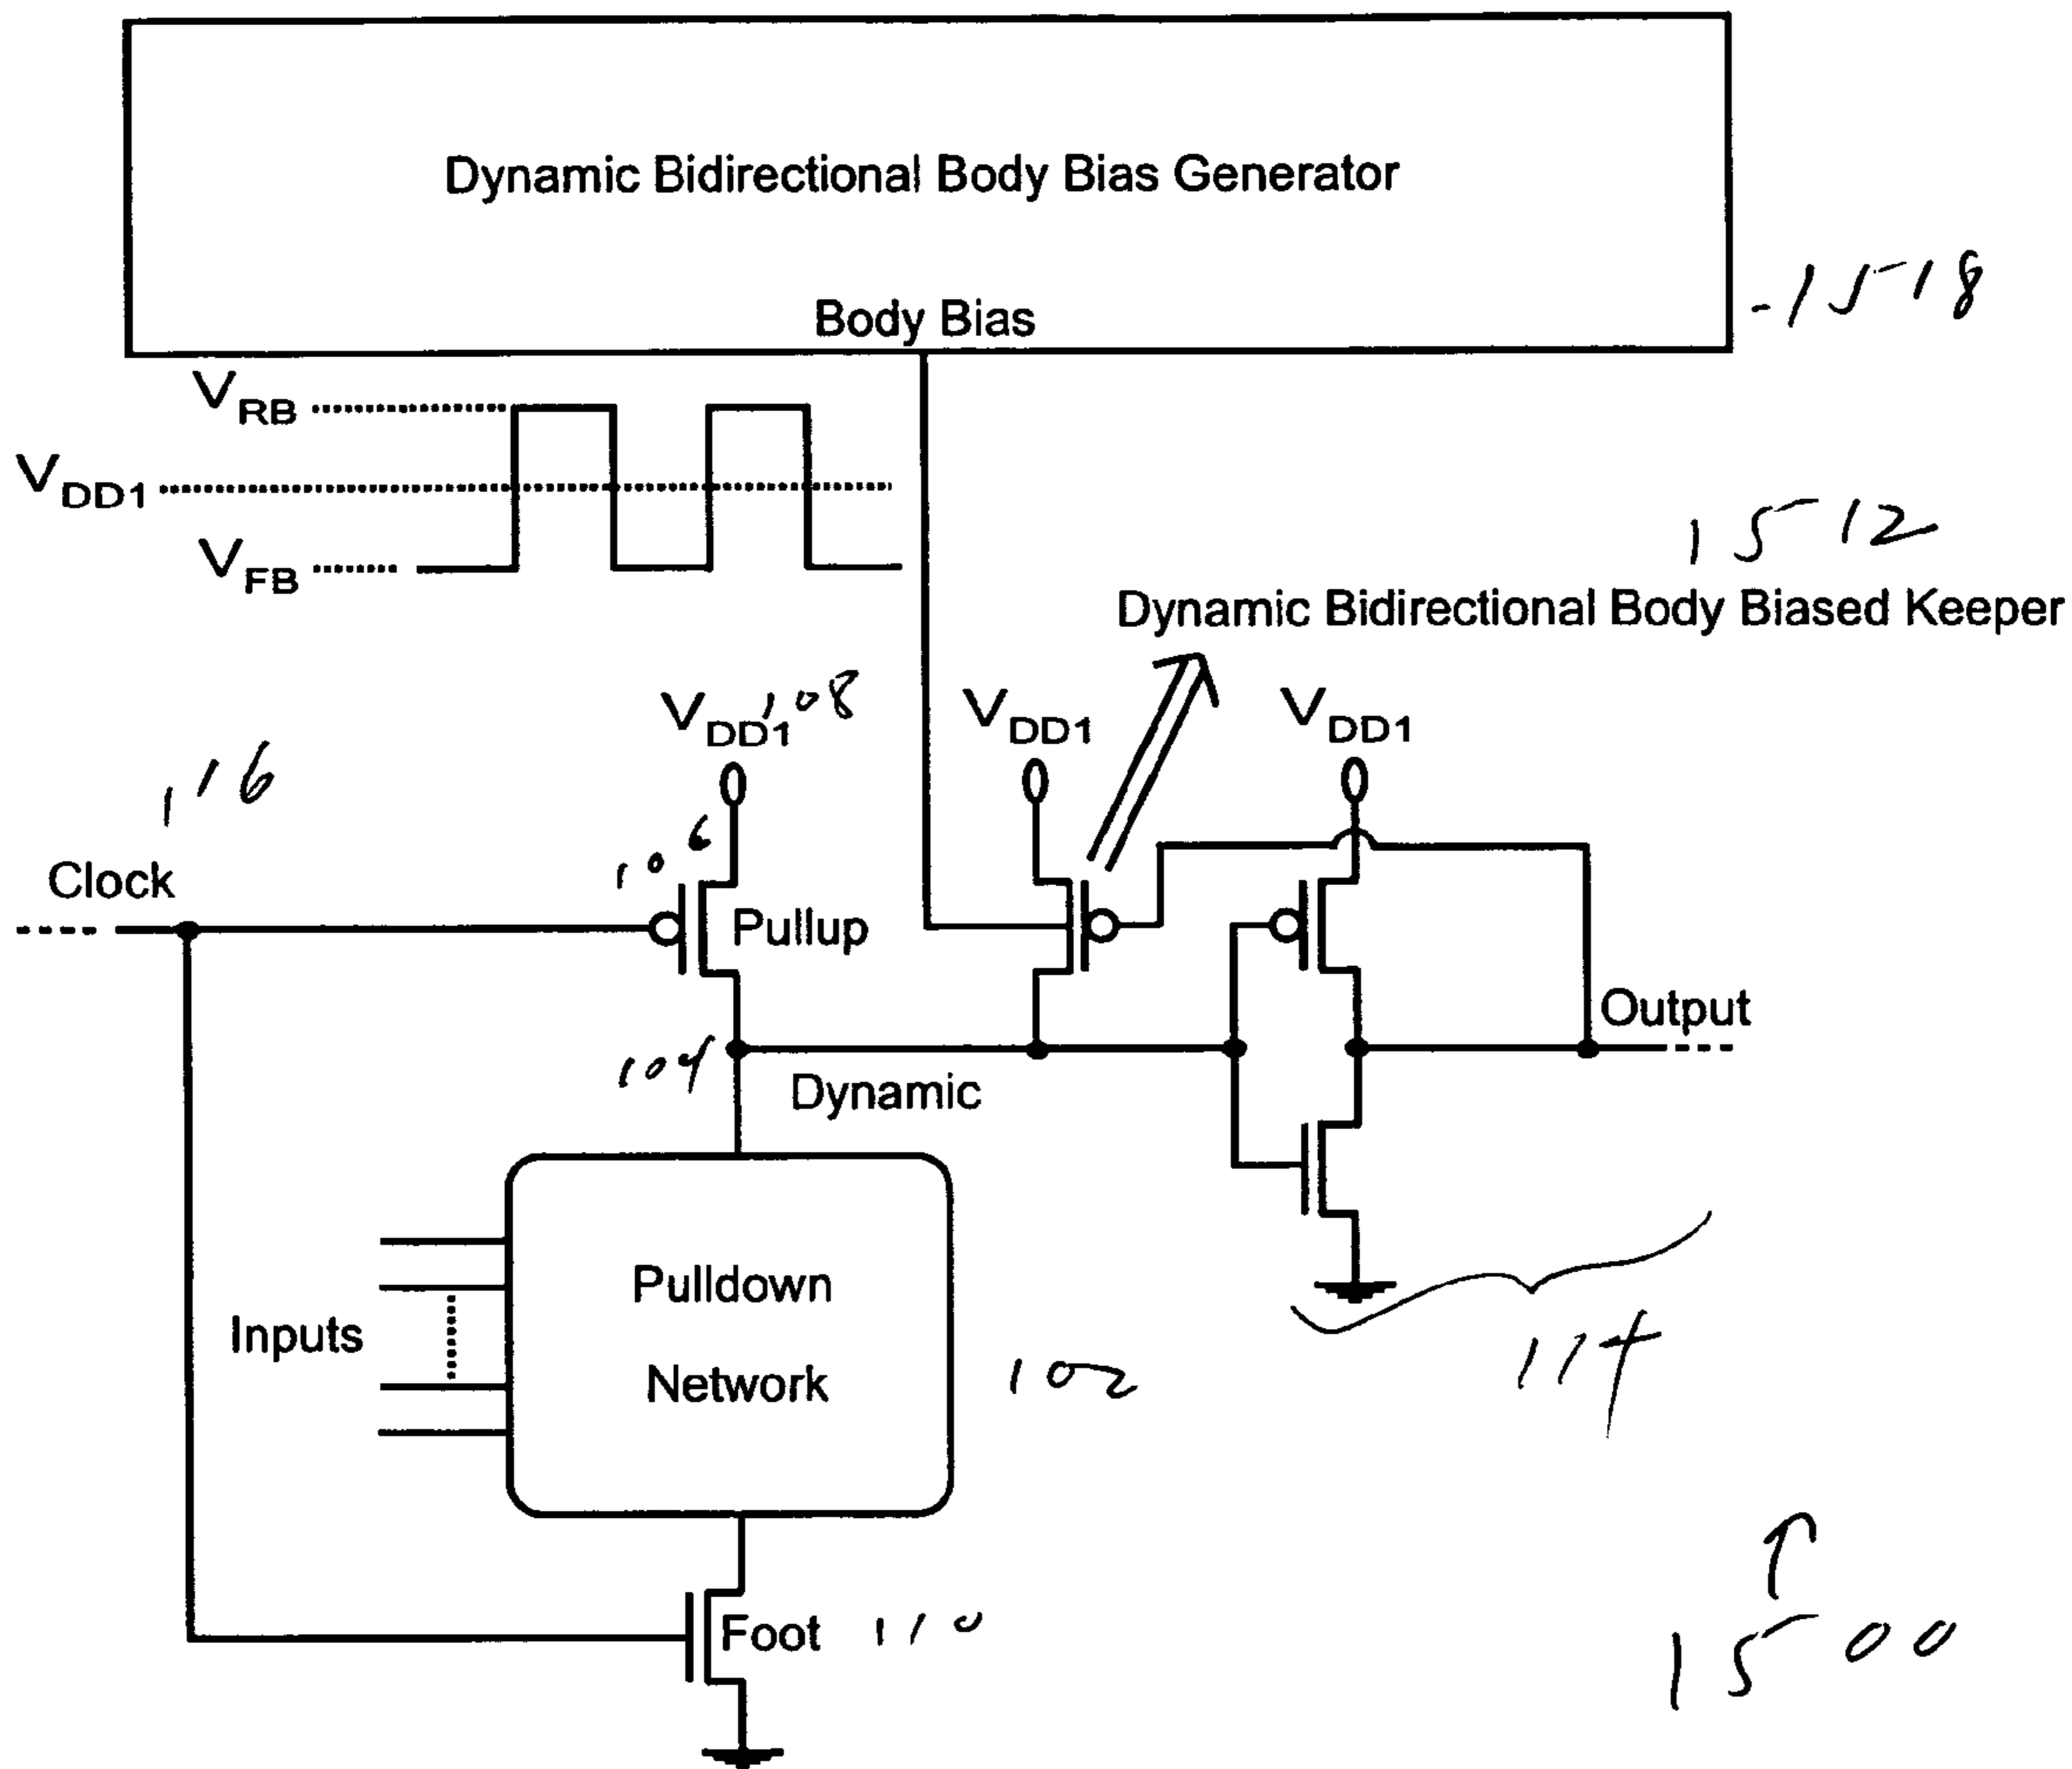 Dynamic Bidirectional Body Bias Generator
-1518
Body Bias
VRB
VDD1
VFB
1512
Dynamic Bidirectional Body Biased Keeper
VDD1 108
VDD1
VDD1
116
106
Clock
Pullup
Output
104
Dynamic
Pulldown
Inputs
Network
102
114
Foot 110
1500